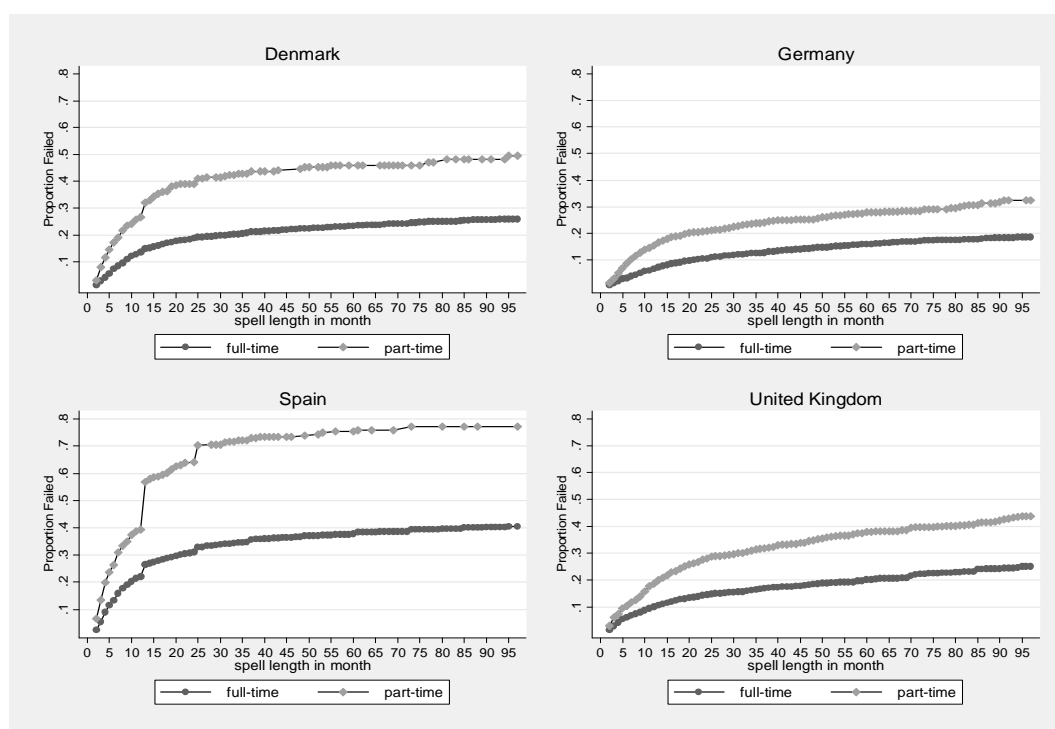 Denmark
.8
.7
.6
.5
.4
.3
.2
.1
Proportion Failed
0 5 10 15 20 25 30 35 40 45 50 55 60 65 70 75 80 85 90 95
spell length in month
full-time part-time
Germany
.8
.7
.6
.5
.4
.3
.2
.1
Proportion Failed
0 5 10 15 20 25 30 35 40 45 50 55 60 65 70 75 80 85 90 95
spell length in month
full-time part-time
Spain
.8
.7
.6
.5
.4
.3
.2
.1
Proportion Failed
0 5 10 15 20 25 30 35 40 45 50 55 60 65 70 75 80 85 90 95
spell length in month
full-time part-time
United Kingdom
.8
.7
.6
.5
.4
.3
.2
.1
Proportion Failed
0 5 10 15 20 25 30 35 40 45 50 55 60 65 70 75 80 85 90 95
spell length in month
full-time part-time